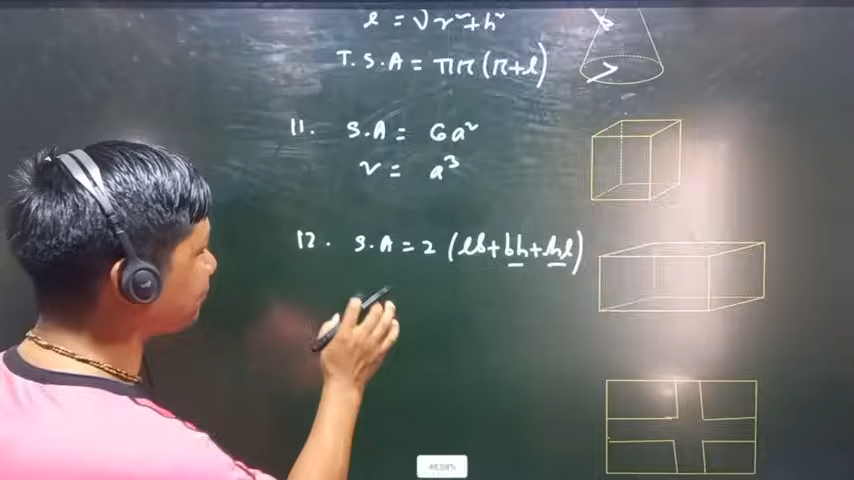 l = √r²+h²
T.S.A = πr(r+l)
11. S.A = 6a²
v = a³
12. S.A = 2 (lb+bh+hl)